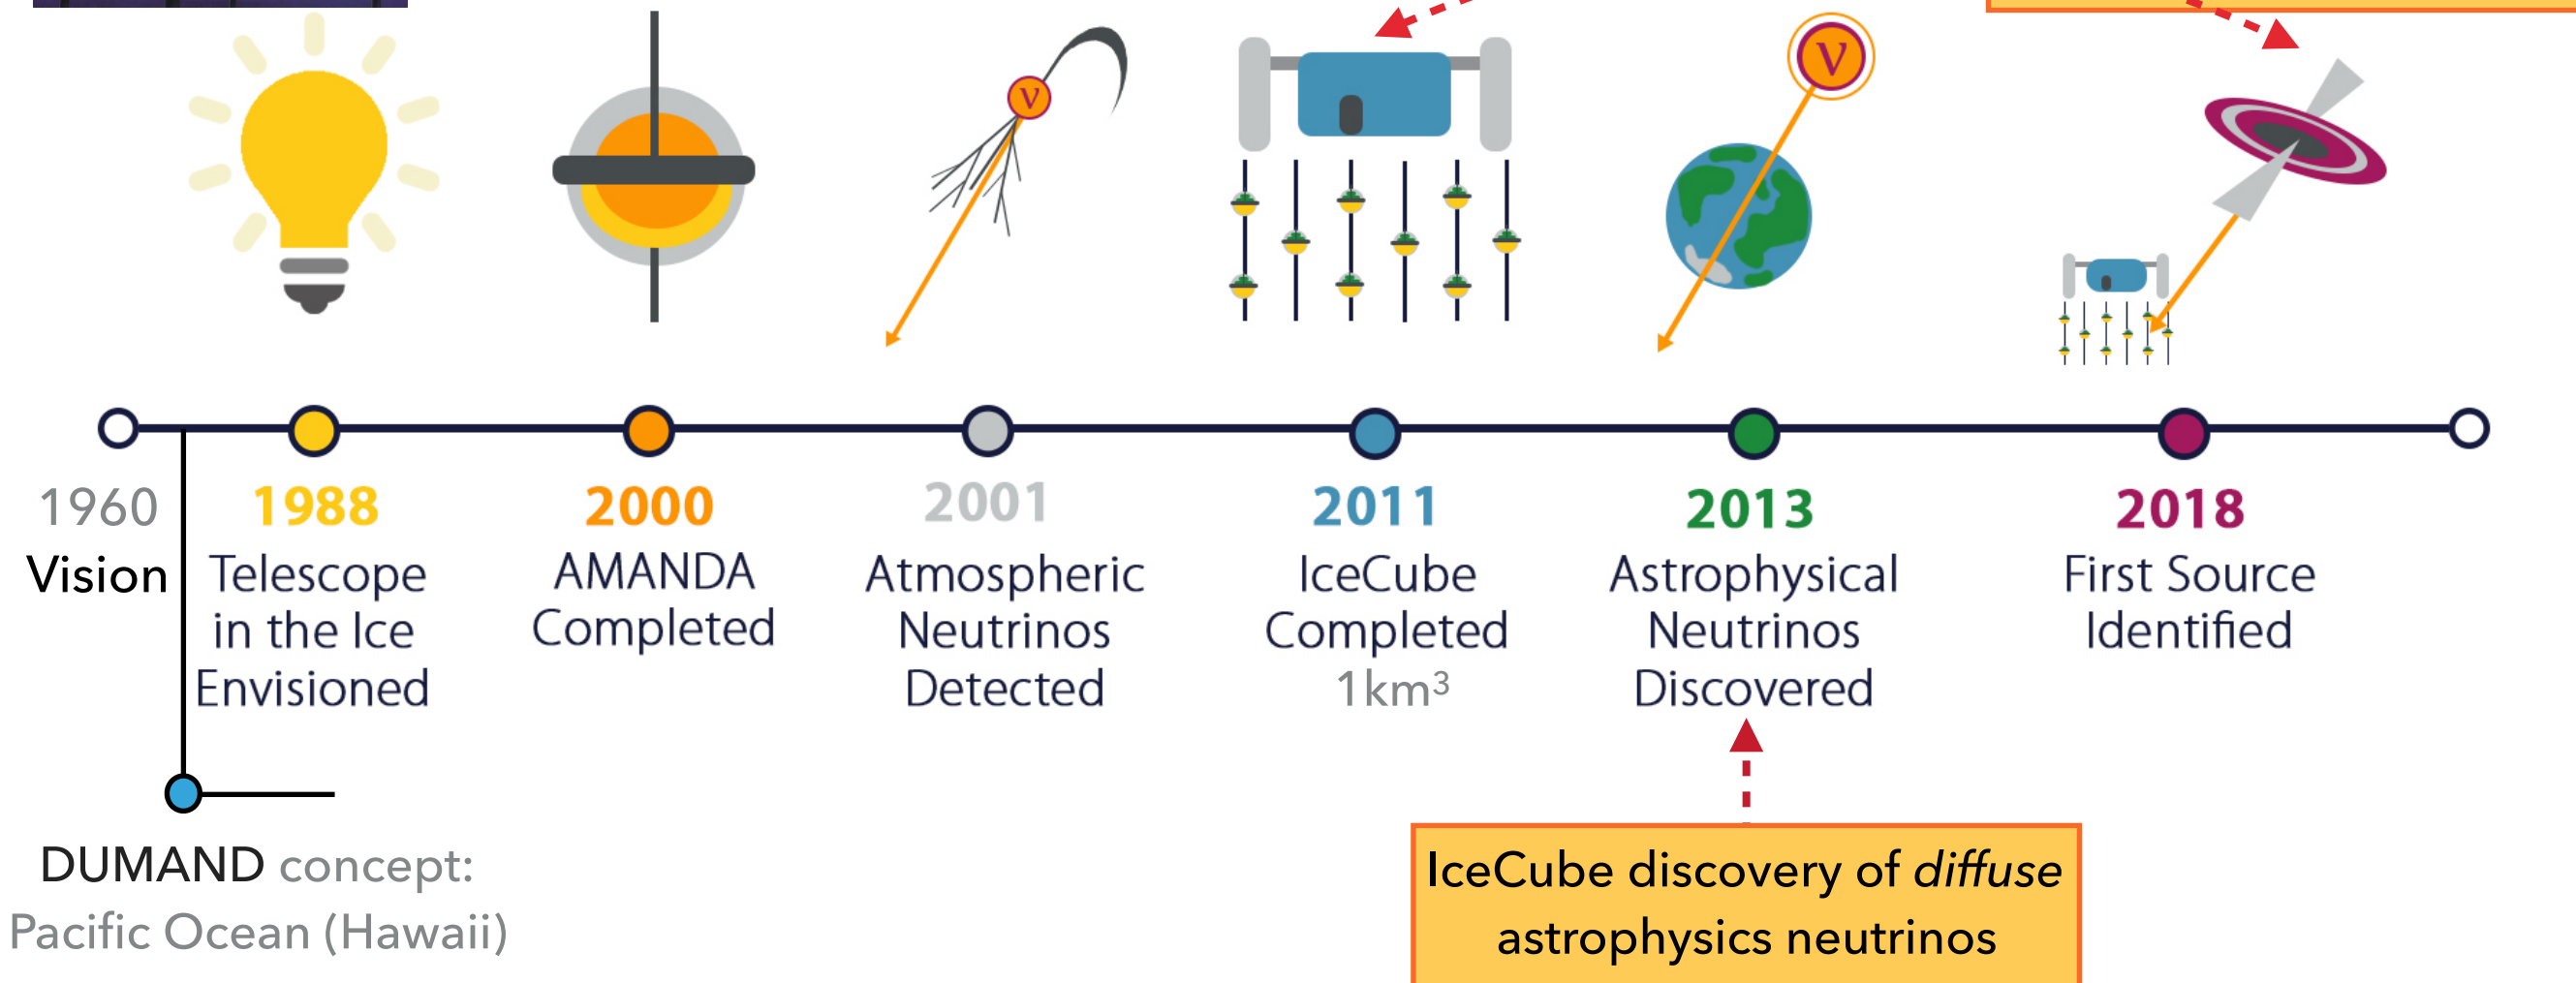 ν
ν
1960
Vision
1988
Telescope
in the Ice
Envisioned
2000
AMANDA
Completed
2001
Atmospheric
Neutrinos
Detected
2011
IceCube
Completed
1km³
2013
Astrophysical
Neutrinos
Discovered
2018
First Source
Identified
DUMAND concept:
Pacific Ocean (Hawaii)
IceCube discovery of diffuse
astrophysics neutrinos